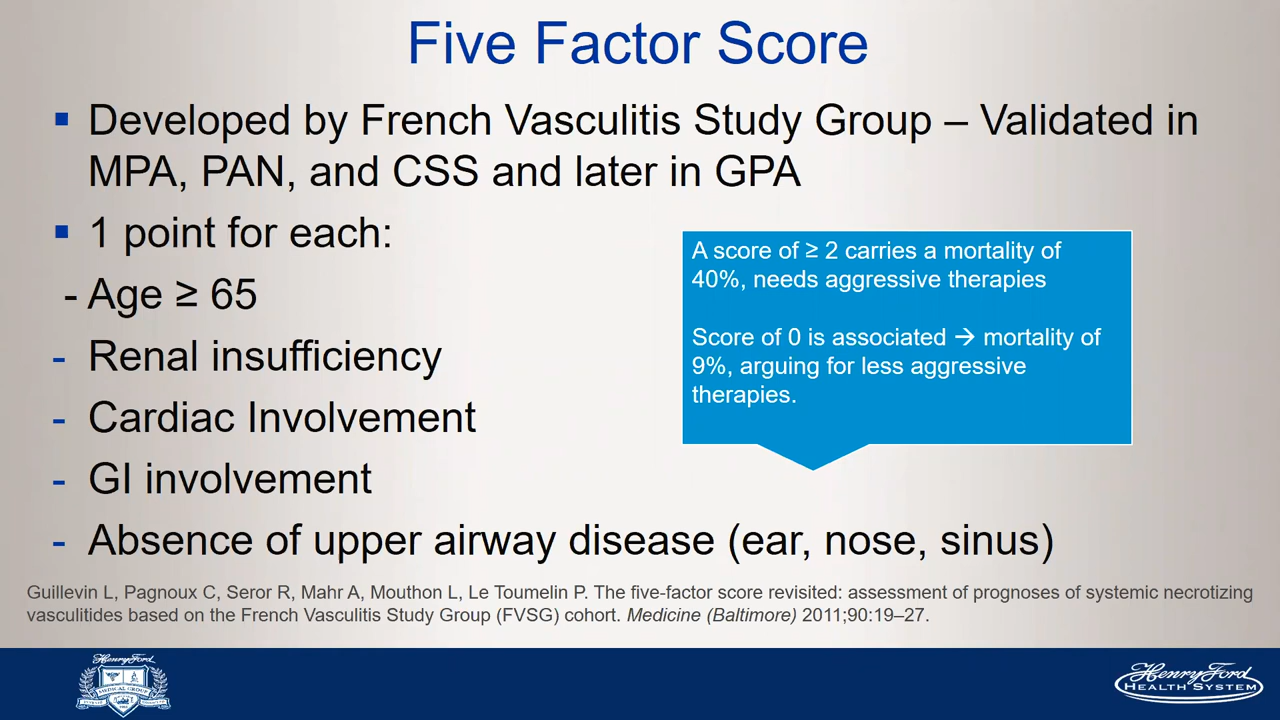 Five Factor Score
▪ Developed by French Vasculitis Study Group – Validated in
MPA, PAN, and CSS and later in GPA
▪ 1 point for each:
- Age ≥ 65
- Renal insufficiency
- Cardiac Involvement
- GI involvement
- Absence of upper airway disease (ear, nose, sinus)
A score of ≥ 2 carries a mortality of
40%, needs aggressive therapies
Score of 0 is associated → mortality of
9%, arguing for less aggressive
therapies.
Guillevin L, Pagnoux C, Seror R, Mahr A, Mouthon L, Le Toumelin P. The five-factor score revisited: assessment of prognoses of systemic necrotizing
vasculitides based on the French Vasculitis Study Group (FVSG) cohort. Medicine (Baltimore) 2011;90:19–27.
Henry Ford
MEDICAL GROUP
Henry Ford
HEALTH SYSTEM